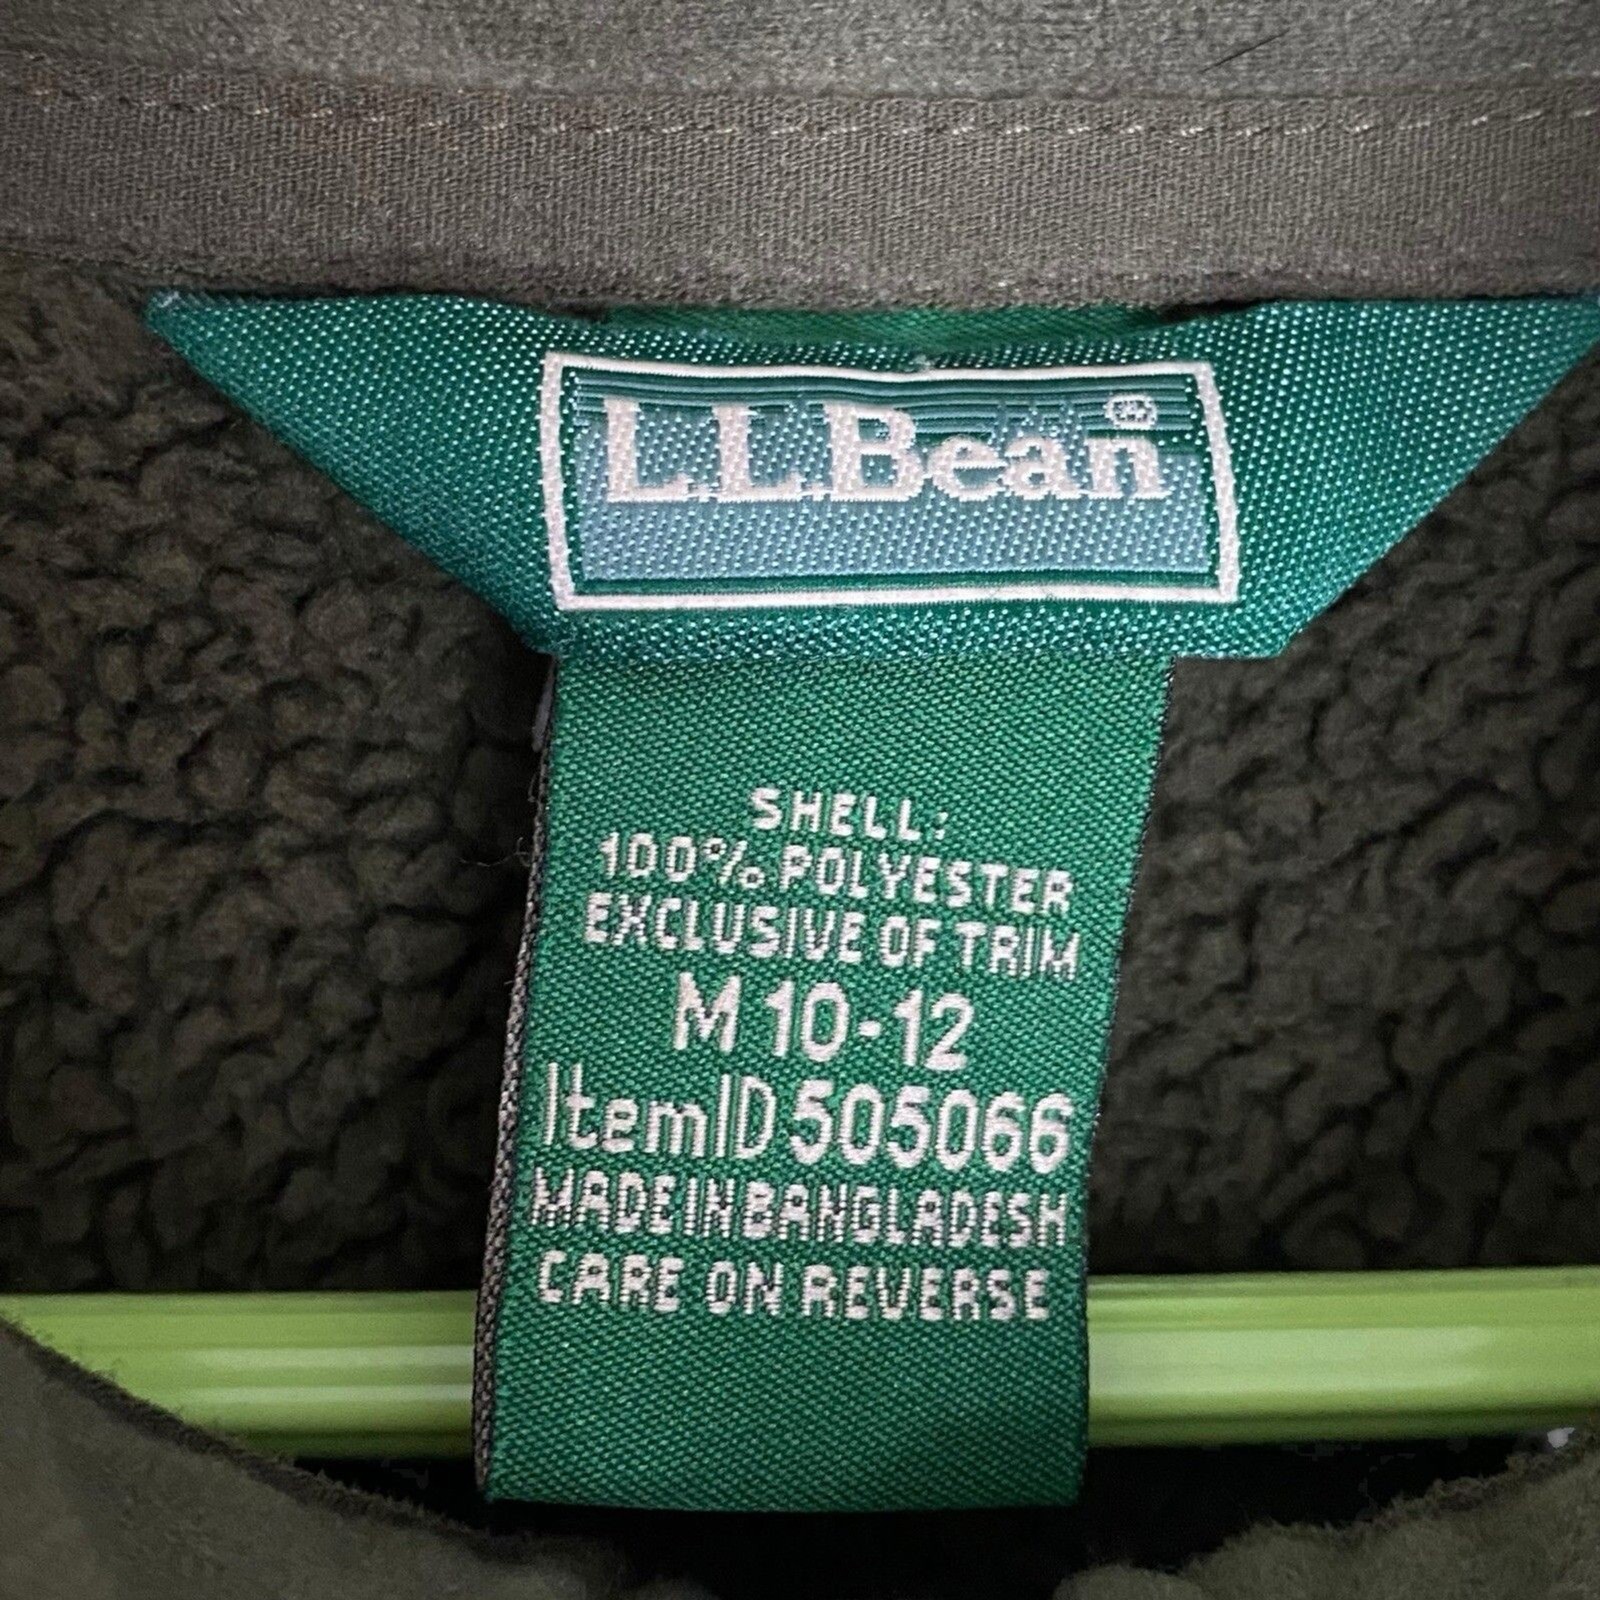 L.L.Bean®
SHELL:
100% POLYESTER
EXCLUSIVE OF TRIM
M 10-12
ItemID 505066
MADE IN BANGLADESH
CARE ON REVERSE